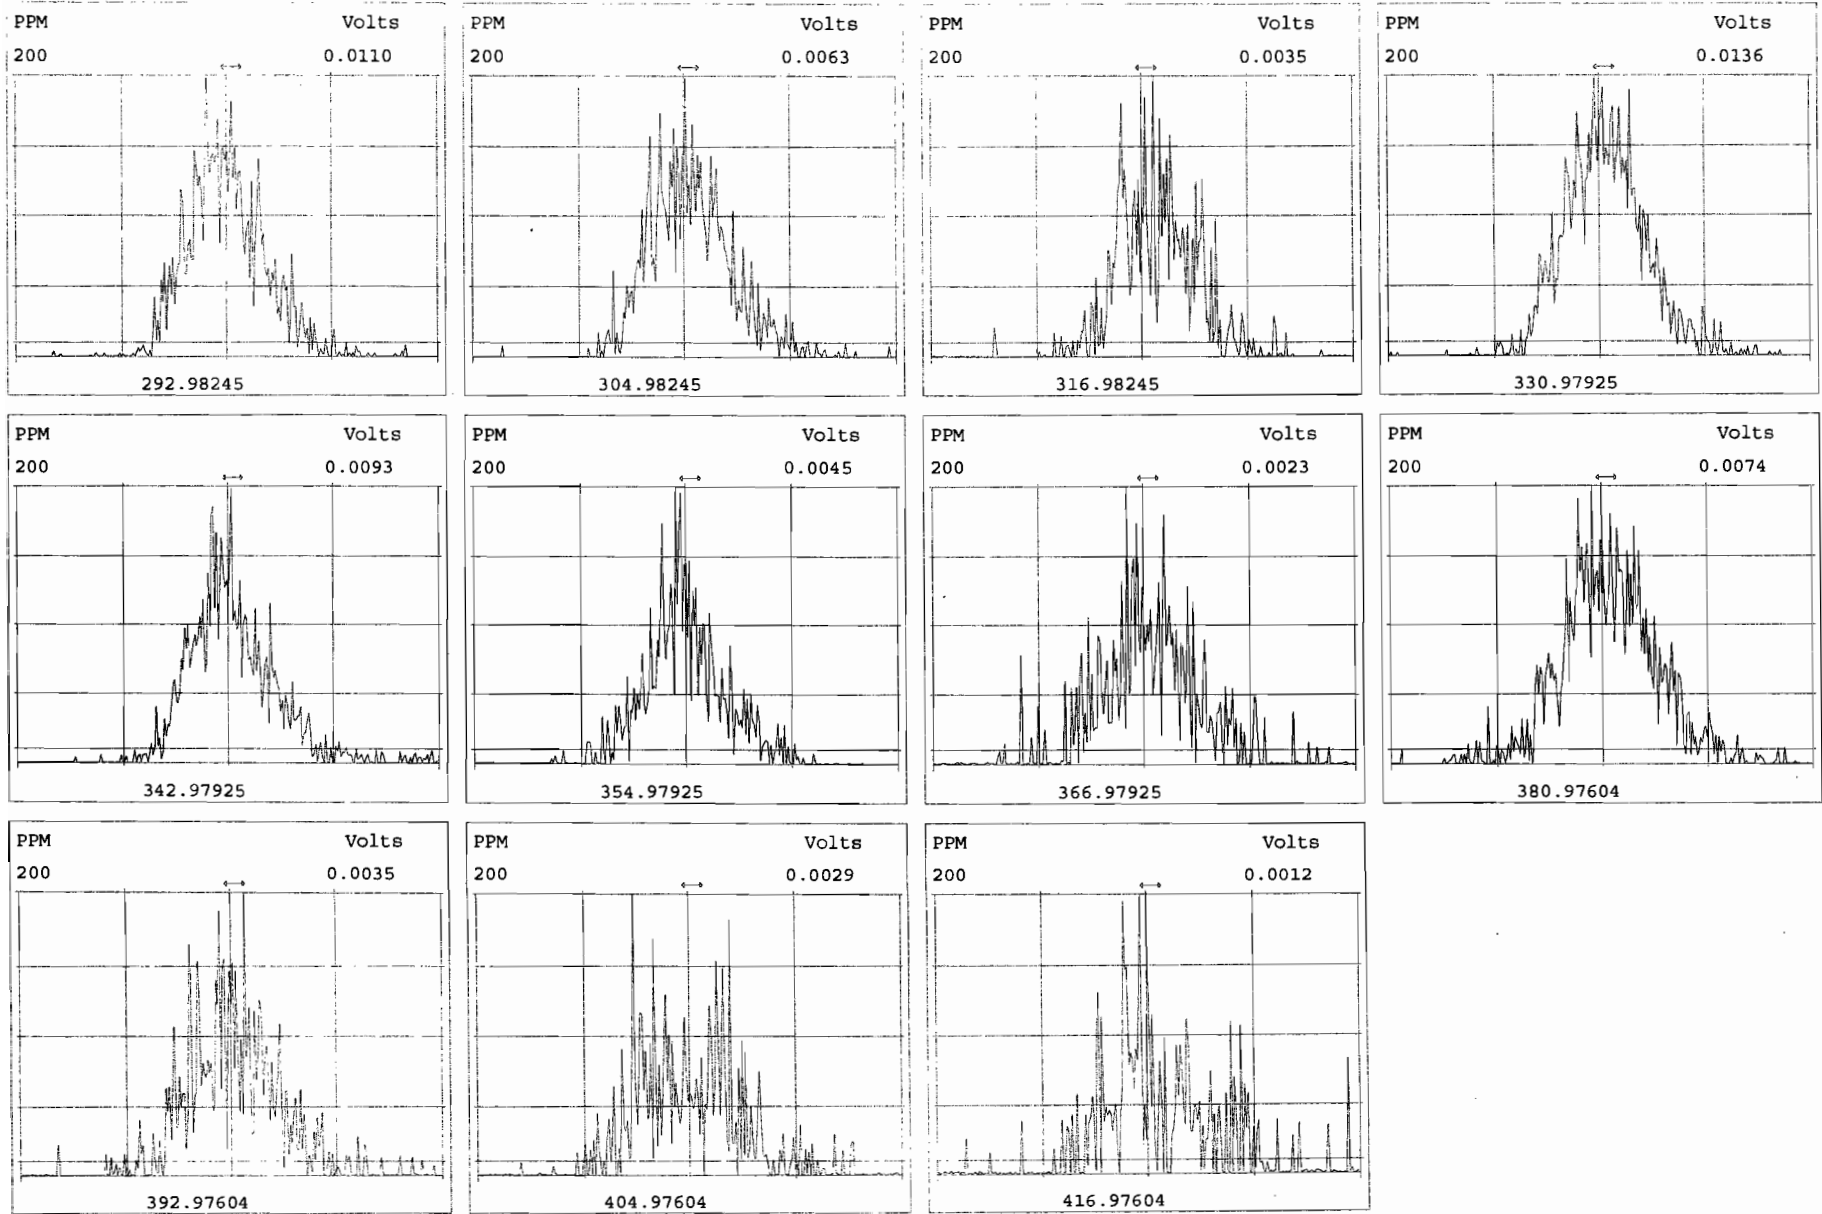 PPM Volts
200 0.0110
292.98245
PPM Volts
200 0.0063
304.98245
PPM Volts
200 0.0035
316.98245
PPM Volts
200 0.0136
330.97925
PPM Volts
200 0.0093
342.97925
PPM Volts
200 0.0045
354.97925
PPM Volts
200 0.0023
366.97925
PPM Volts
200 0.0074
380.97604
PPM Volts
200 0.0035
392.97604
PPM Volts
200 0.0029
404.97604
PPM Volts
200 0.0012
416.97604